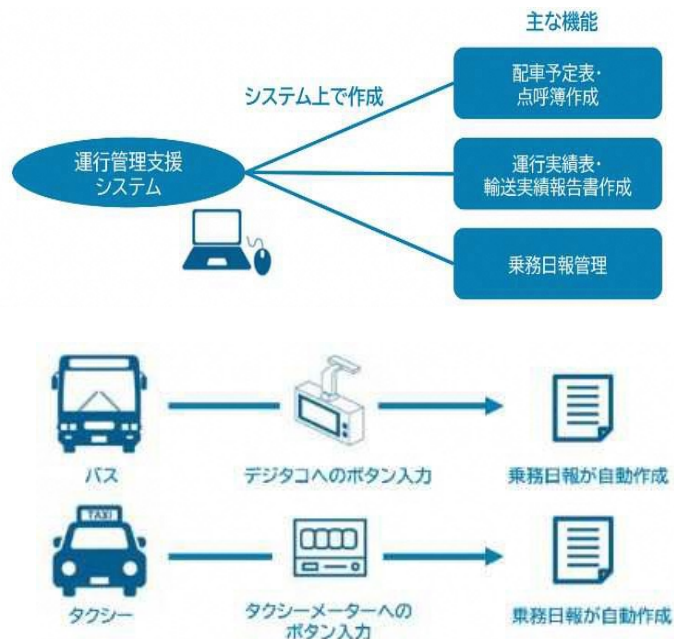 主な機能
システム上で作成
配車予定表・
点呼簿作成
運行管理支援
システム
運行実績表・
輸送実績報告書作成
乗務日報管理
バス
デジタコへのボタン入力
乗務日報が自動作成
TAXI
タクシー
タクシーメーターへの
ボタン入力
乗務日報が自動作成